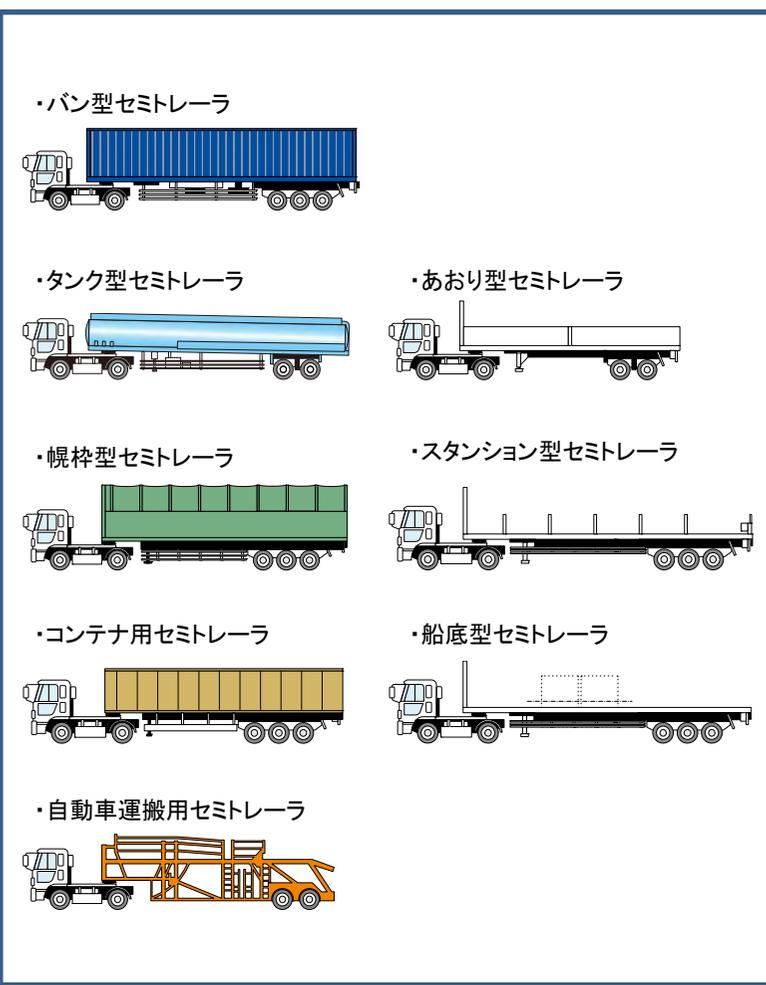 ・バン型セミトレーラ
・タンク型セミトレーラ
・あおり型セミトレーラ
・幌枠型セミトレーラ
・スタンション型セミトレーラ
・コンテナ用セミトレーラ
・船底型セミトレーラ
・自動車運搬用セミトレーラ